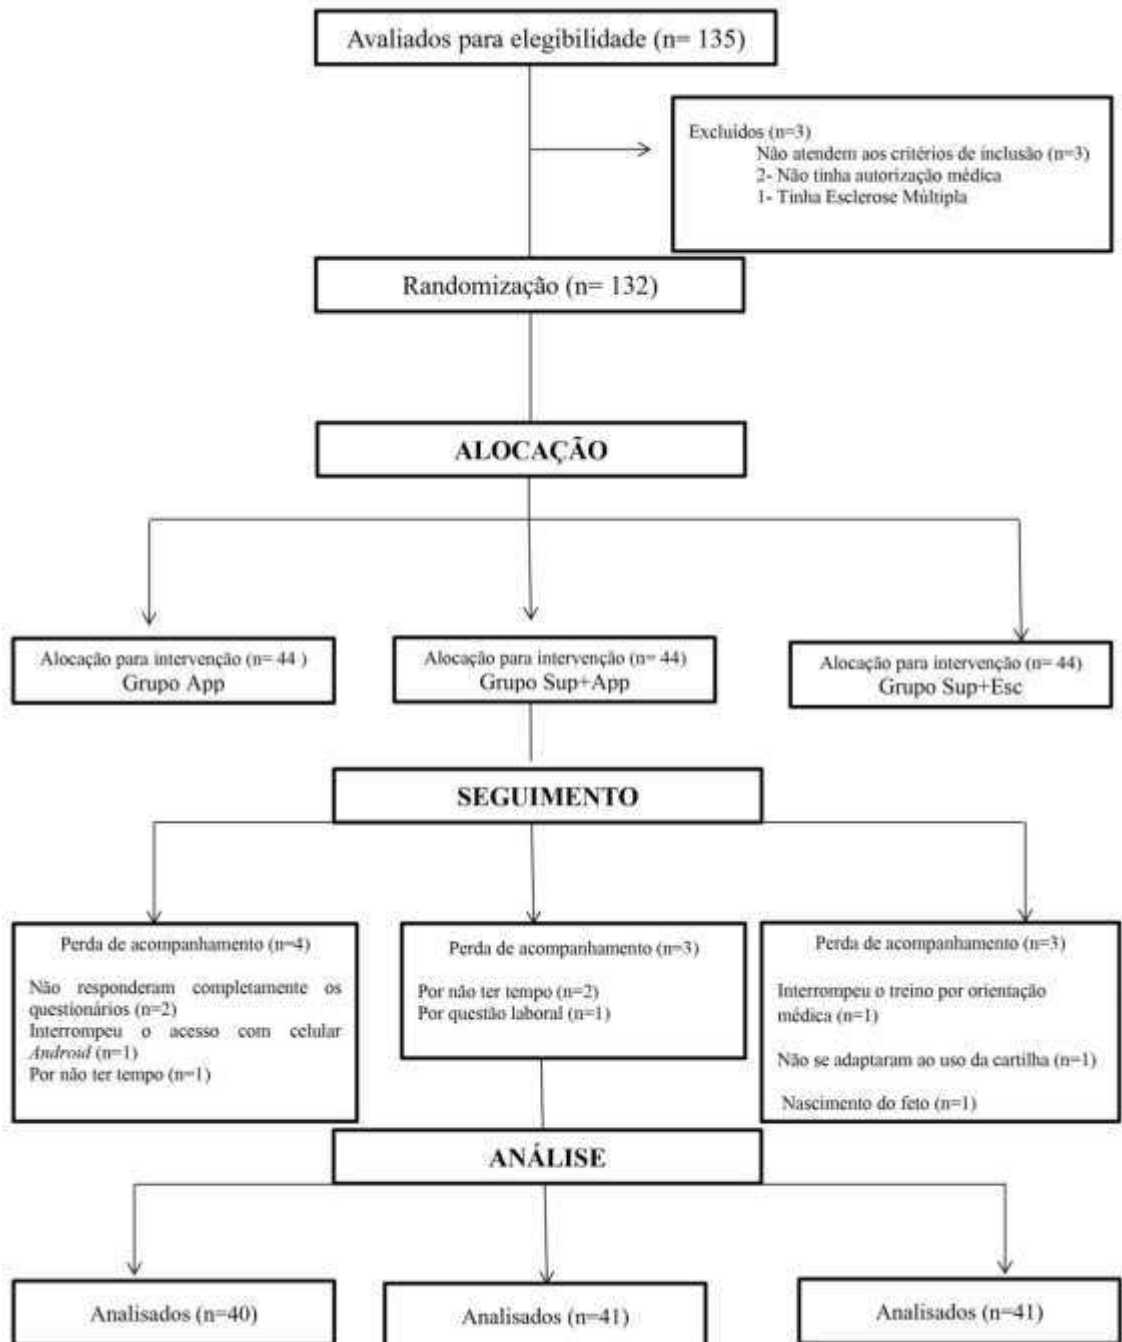 Avaliados para elegibilidade (n= 135)
Excluídos (n=3)
Não atendem aos critérios de inclusão (n=3)
2- Não tinha autorização médica
1- Tinha Esclerose Múltipla
Randomização (n= 132)
ALOCAÇÃO
Alocação para intervenção (n= 44 )
Grupo App
Alocação para intervenção (n= 44)
Grupo Sup+App
Alocação para intervenção (n= 44)
Grupo Sup+Esc
SEGUIMENTO
Perda de acompanhamento (n=4)
Não responderam completamente os
questionários (n=2)
Interrompeu o acesso com celular
Android (n=1)
Por não ter tempo (n=1)
Perda de acompanhamento (n=3)
Por não ter tempo (n=2)
Por questão laboral (n=1)
Perda de acompanhamento (n=3)
Interrompeu o treino por orientação
médica (n=1)
Não se adaptaram ao uso da cartilha (n=1)
Nascimento do feto (n=1)
ANÁLISE
Analisados (n=40)
Analisados (n=41)
Analisados (n=41)